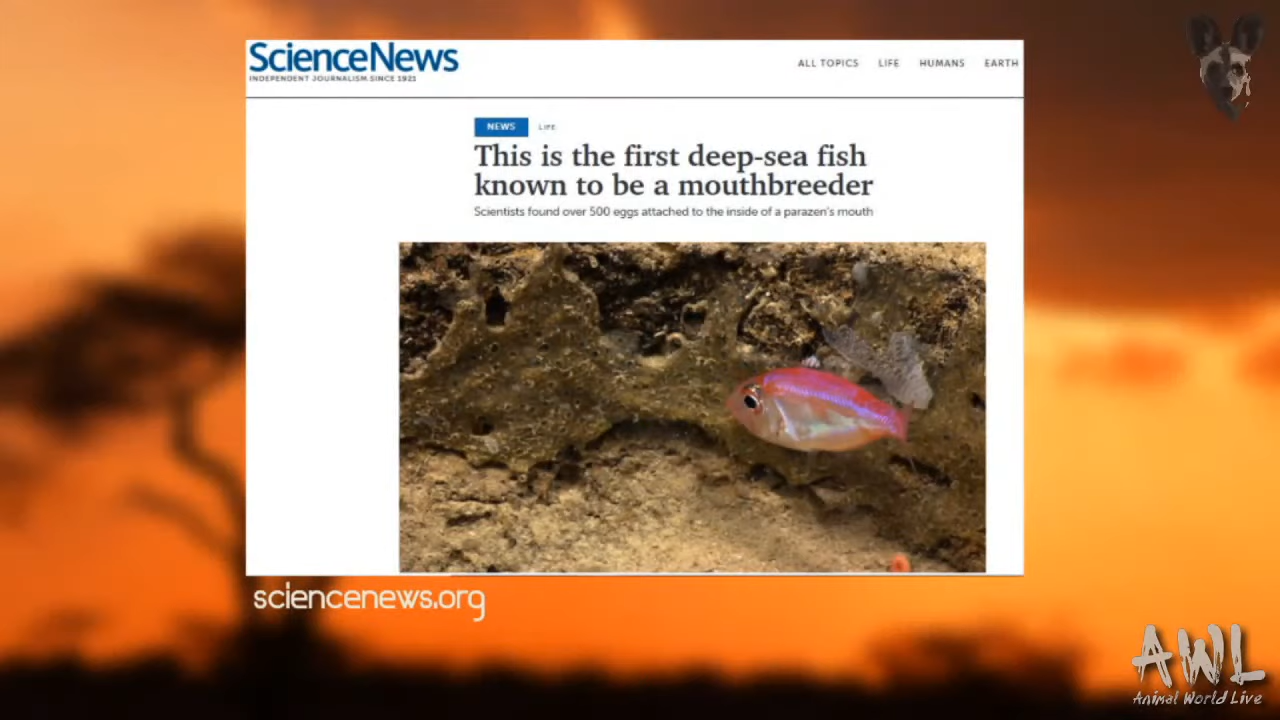 ScienceNews
INDEPENDENT JOURNALISM SINCE 1921
ALL TOPICS LIFE HUMANS EARTH
NEWS LIFE
This is the first deep-sea fish
known to be a mouthbreeder
Scientists found over 500 eggs attached to the inside of a parazen's mouth
sciencenews.org
AWL
Animal World Live